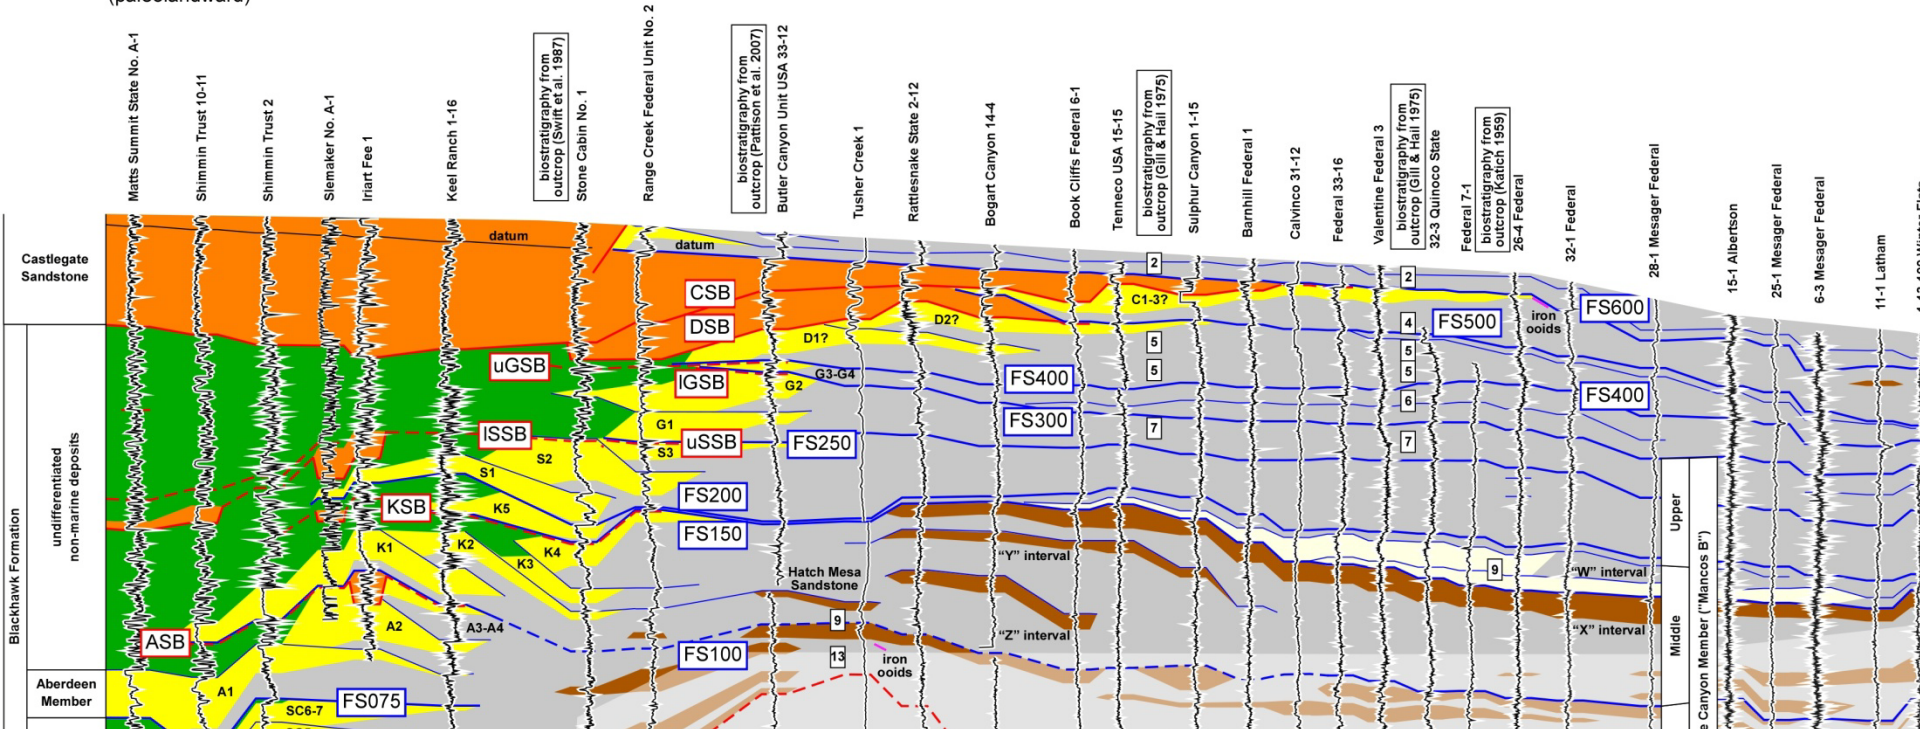 (paleolandward)
Matts Summit State No. A-1
Shimmin Trust 10-11
Shimmin Trust 2
Slemaker No. A-1
Iriart Fee 1
Keel Ranch 1-16
biostratigraphy from
outcrop (Swift et al. 1987)
Stone Cabin No. 1
Range Creek Federal Unit No. 2
biostratigraphy from
outcrop (Pattison et al. 2007)
Butler Canyon Unit USA 33-12
Tusher Creek 1
Rattlesnake State 2-12
Bogart Canyon 14-4
Book Cliffs Federal 6-1
Tenneco USA 15-15
biostratigraphy from
outcrop (Gill & Hail 1975)
Sulphur Canyon 1-15
Barnhill Federal 1
Calvinco 31-12
Federal 33-16
Valentine Federal 3
biostratigraphy from
outcrop (Gill & Hail 1975)
32-3 Quinoco State
Federal 7-1
biostratigraphy from
outcrop (Katich 1959)
26-4 Federal
32-1 Federal
28-1 Mesager Federal
15-1 Albertson
25-1 Mesager Federal
6-3 Mesager Federal
11-1 Latham
Castlegate
Sandstone
datum
datum
2
2
CSB
C1-3?
FS600
DSB
D2?
4
FS500
iron
ooids
D1?
5
5
uGSB
lGSB
G2
G3-G4
FS400
5
5
FS400
6
G1
FS300
7
7
lSSB
uSSB
FS250
S3
S2
S1
FS200
KSB
K5
FS150
undifferentiated
non-marine deposits
Blackhawk Formation
K1
K2
K4
K3
"Y" interval
Hatch Mesa
Sandstone
9
"W" interval
Upper
Middle
e Canyon Member ("Mancos B")
A2
A3-A4
9
"Z" interval
"X" interval
ASB
FS100
13
iron
ooids
Aberdeen
Member
A1
FS075
SC6-7